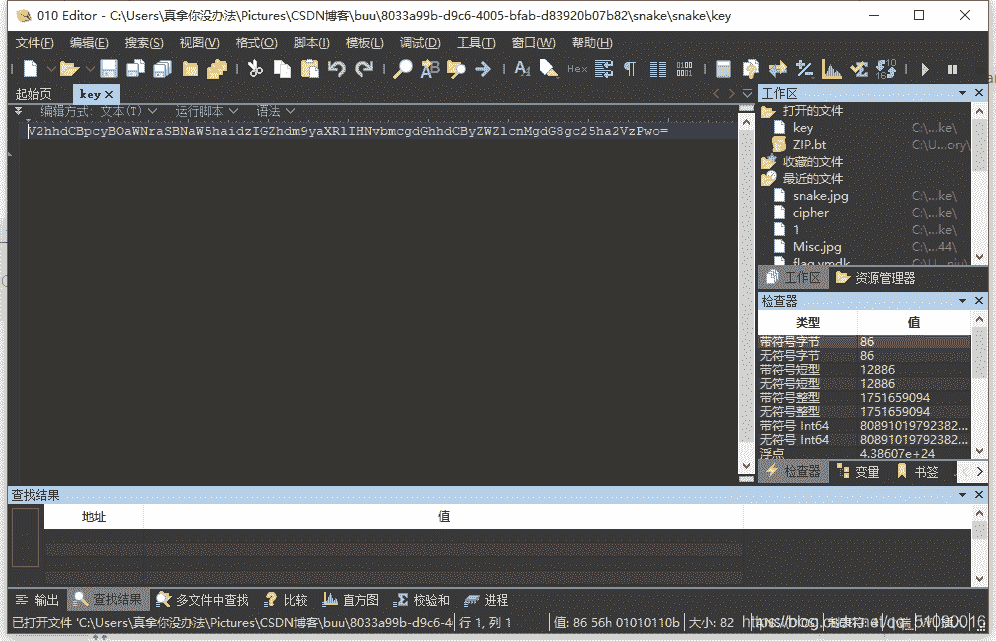 010 Editor - C:\Users\真拿你没办法\Pictures\CSDN博客\buu\8033a99b-d9c6-4005-bfab-d83920b07b82\snake\snake\key
文件(F) 编辑(E) 搜索(S) 视图(V) 格式(O) 脚本(I) 模板(L) 调试(D) 工具(T) 窗口(W) 帮助(H)
起始页 key
编辑方式: 文本(T) 运行脚本 语法
V2hhdCBpcyBOaWNraSBNaW5haidzIGZhdm9yaXRlIHNvbmcgdGhhdCByZWZlcnMgdG8gc25ha2VzPwo=
工作区
打开的文件
key C:\...ke\
ZIP.bt C:\U...ory\
收藏的文件
最近的文件
snake.jpg C:\...ke\
cipher C:\...ke\
1 C:\...ke\
Misc.jpg C:\...44\
flag.vmdk
工作区 资源管理器
检查器
类型 值
带符号字节 86
无符号字节 86
带符号短型 12886
无符号短型 12886
带符号整型 1751659094
无符号整型 1751659094
带符号 Int64 80891019792382...
无符号 Int64 80891019792382...
浮点 4.38607e+24
检查器 变量 书签
查找结果
地址 值
输出 查找结果 多文件中查找 比较 直方图 校验和 进程
已打开文件 'C:\Users\真拿你没办法\Pictures\CSDN博客\buu\8033a99b-d9c6-4 行 1, 列 1 值: 86 56h 01010110b 大小: 82